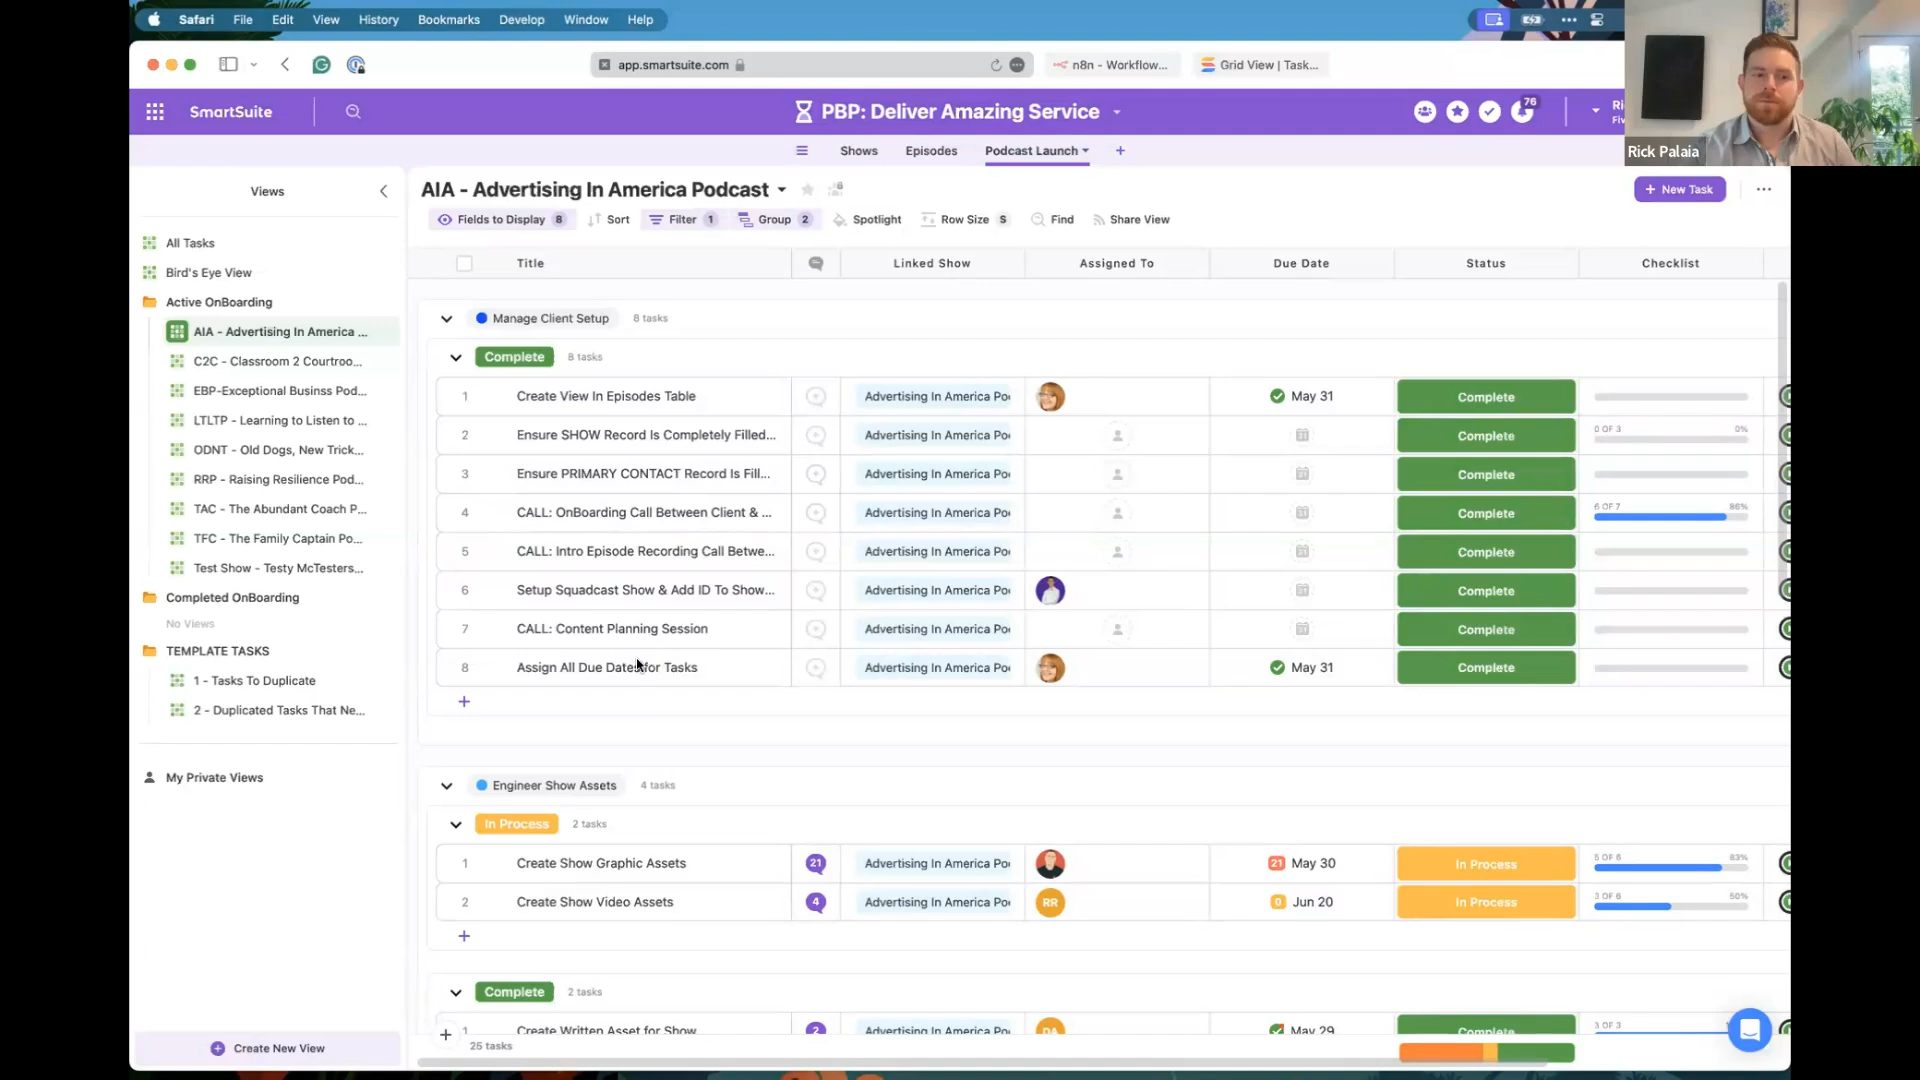 Safari File Edit View History Bookmarks Develop Window Help
app.smartsuite.com
n8n - Workflow...
Grid View | Task...
SmartSuite
PBP: Deliver Amazing Service
76
Rick Palaia
Shows
Episodes
Podcast Launch
Views
AIA - Advertising In America Podcast
+ New Task
Fields to Display 8
Sort
Filter 1
Group 2
Spotlight
Row Size S
Find
Share View
All Tasks
Bird's Eye View
Active OnBoarding
AIA - Advertising In America ...
C2C - Classroom 2 Courtroo...
EBP-Exceptional Businss Pod...
LTLTP - Learning to Listen to ...
ODNT - Old Dogs, New Trick...
RRP - Raising Resilience Pod...
TAC - The Abundant Coach P...
TFC - The Family Captain Po...
Test Show - Testy McTesters...
Completed OnBoarding
No Views
TEMPLATE TASKS
1 - Tasks To Duplicate
2 - Duplicated Tasks That Ne...
My Private Views
Create New View
Title Linked Show Assigned To Due Date Status Checklist
Manage Client Setup 8 tasks
Complete 8 tasks
1 Create View In Episodes Table Advertising In America Po May 31 Complete
2 Ensure SHOW Record Is Completely Filled... Advertising In America Po Complete 0 OF 3 0%
3 Ensure PRIMARY CONTACT Record Is Fill... Advertising In America Po Complete
4 CALL: OnBoarding Call Between Client & ... Advertising In America Po Complete 6 OF 7 86%
5 CALL: Intro Episode Recording Call Betwe... Advertising In America Po Complete
6 Setup Squadcast Show & Add ID To Show... Advertising In America Po Complete
7 CALL: Content Planning Session Advertising In America Po Complete
8 Assign All Due Dates for Tasks Advertising In America Po May 31 Complete
Engineer Show Assets 4 tasks
In Process 2 tasks
1 Create Show Graphic Assets 21 Advertising In America Po 21 May 30 In Process 5 OF 6 83%
2 Create Show Video Assets 4 Advertising In America Po RR 0 Jun 20 In Process 3 OF 6 50%
Complete 2 tasks
1 Create Written Asset for Show 2 Advertising In America Po May 29 Complete 3 OF 3
25 tasks